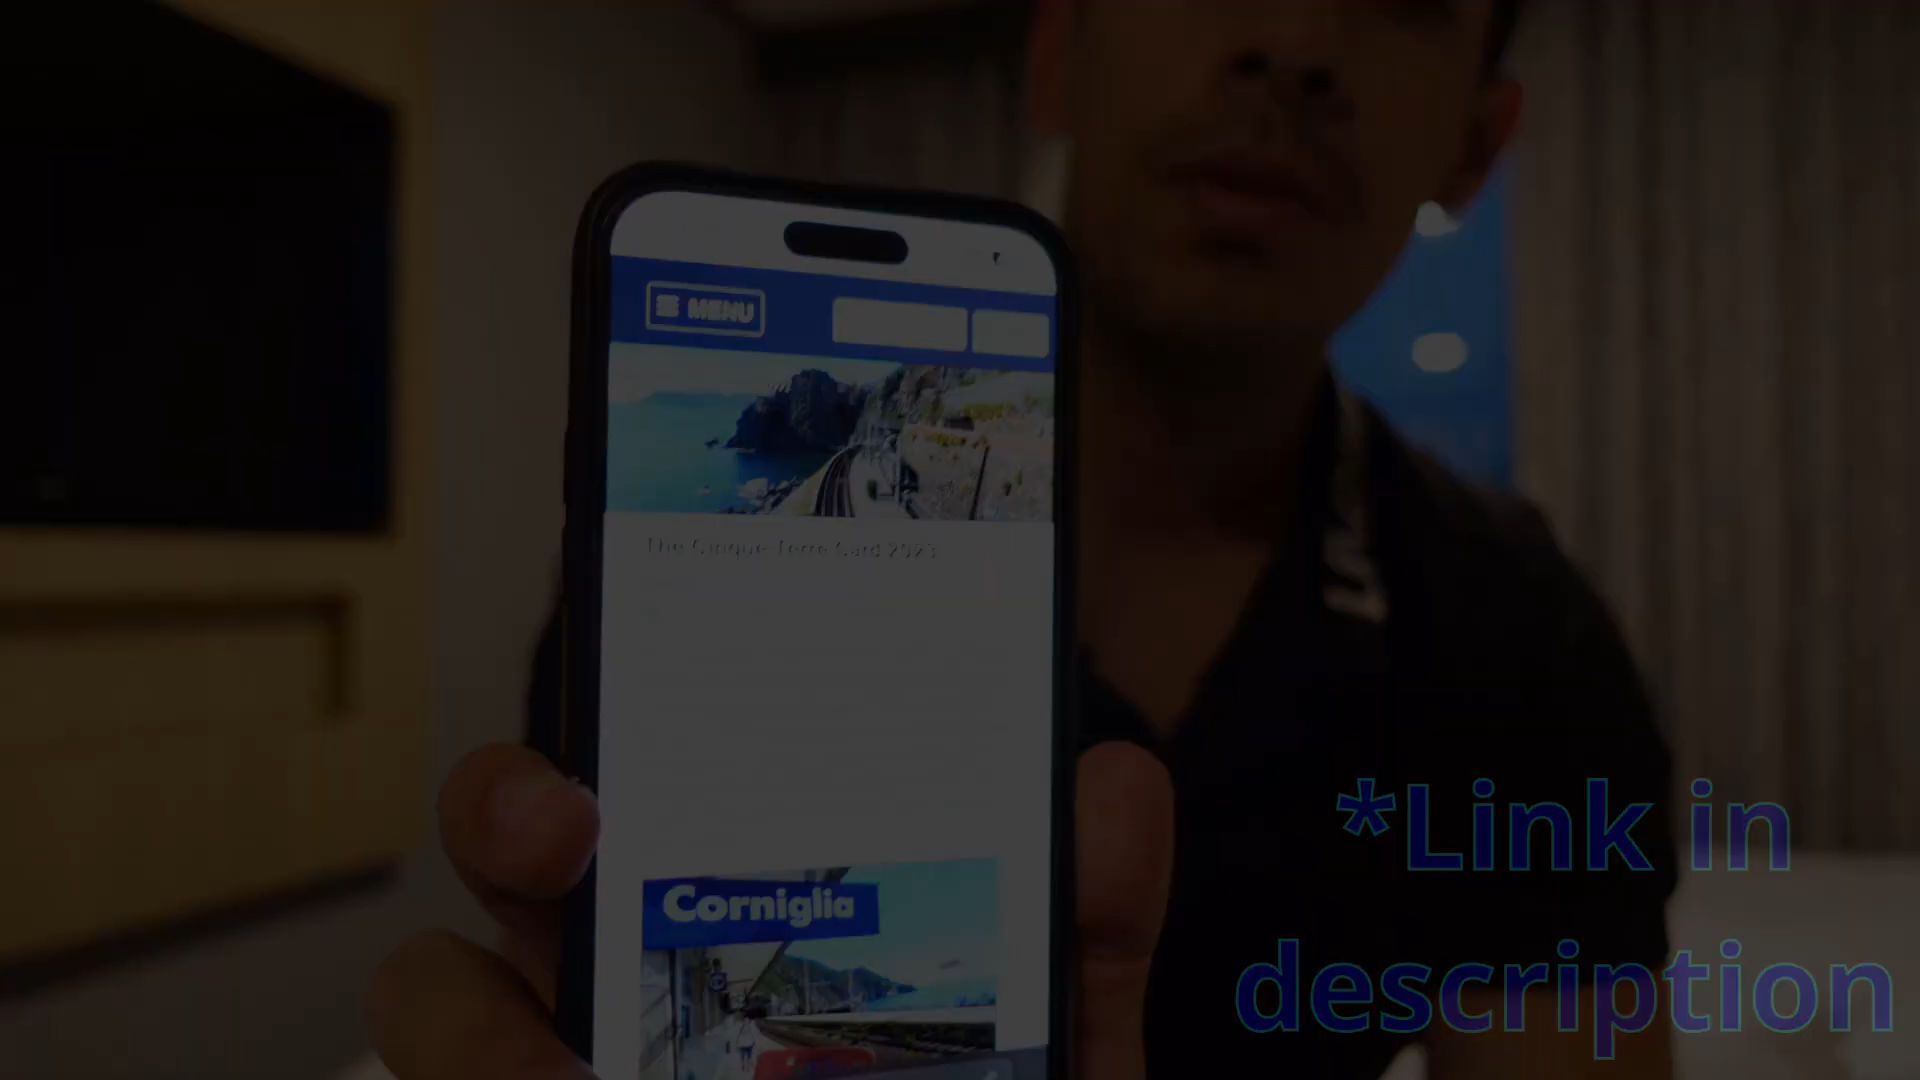 MENU
The Cinque Terre Card 2023
Corniglia
*Link in
description